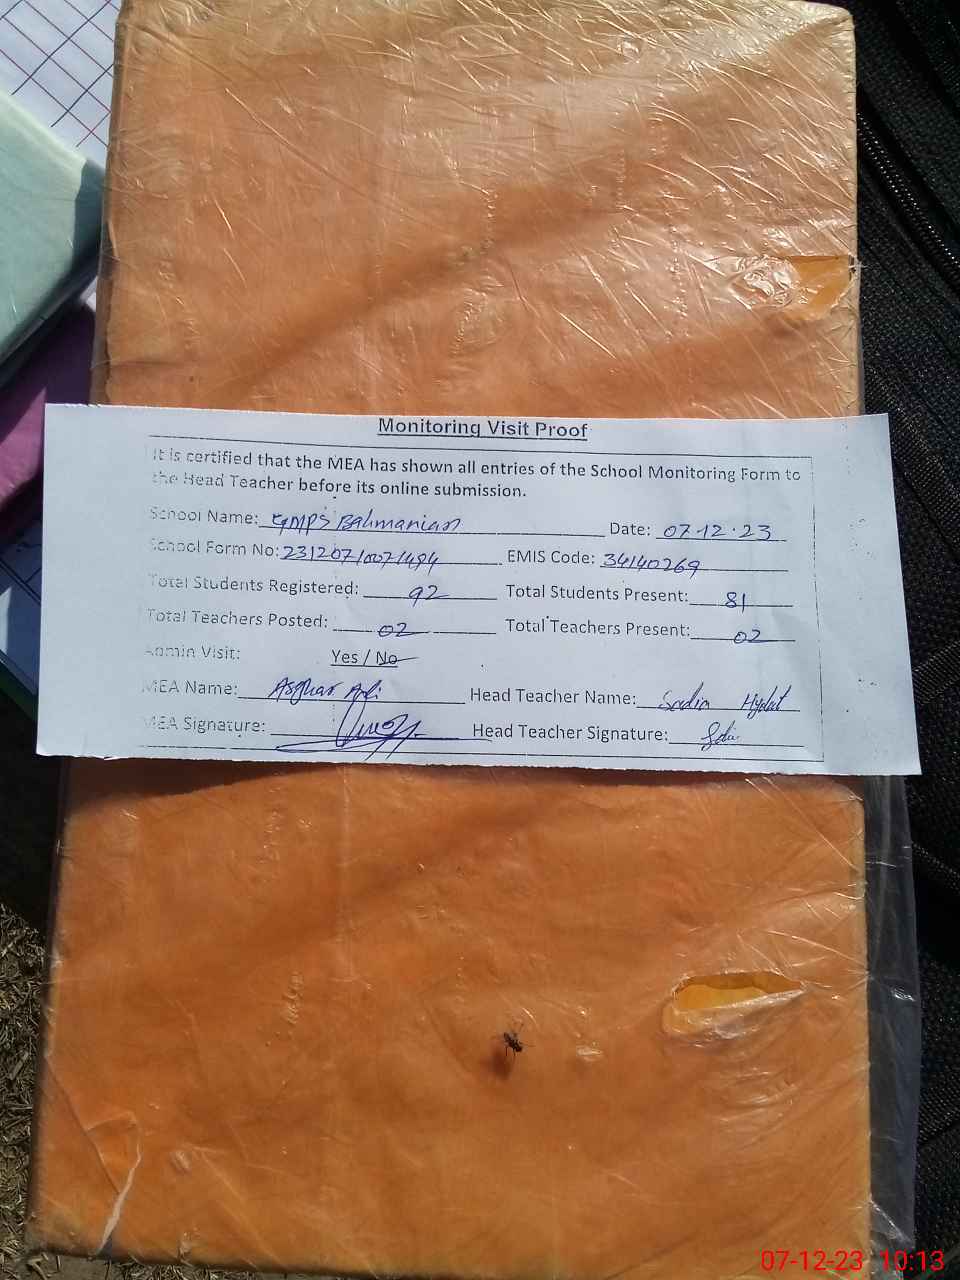 Monitoring Visit Proof
It is certified that the MEA has shown all entries of the School Monitoring Form to
the Head Teacher before its online submission.
School Name: GMPS Bahmanian Date: 07-12-23
School Form No: 231207/0071494 EMIS Code: 34140269
Total Students Registered: 92 Total Students Present: 81
Total Teachers Posted: 02 Total Teachers Present: 02
Admin Visit: Yes / No
MEA Name: Asghar Ali Head Teacher Name: Sadia
MEA Signature: Head Teacher Signature:
07-12-23 10:13